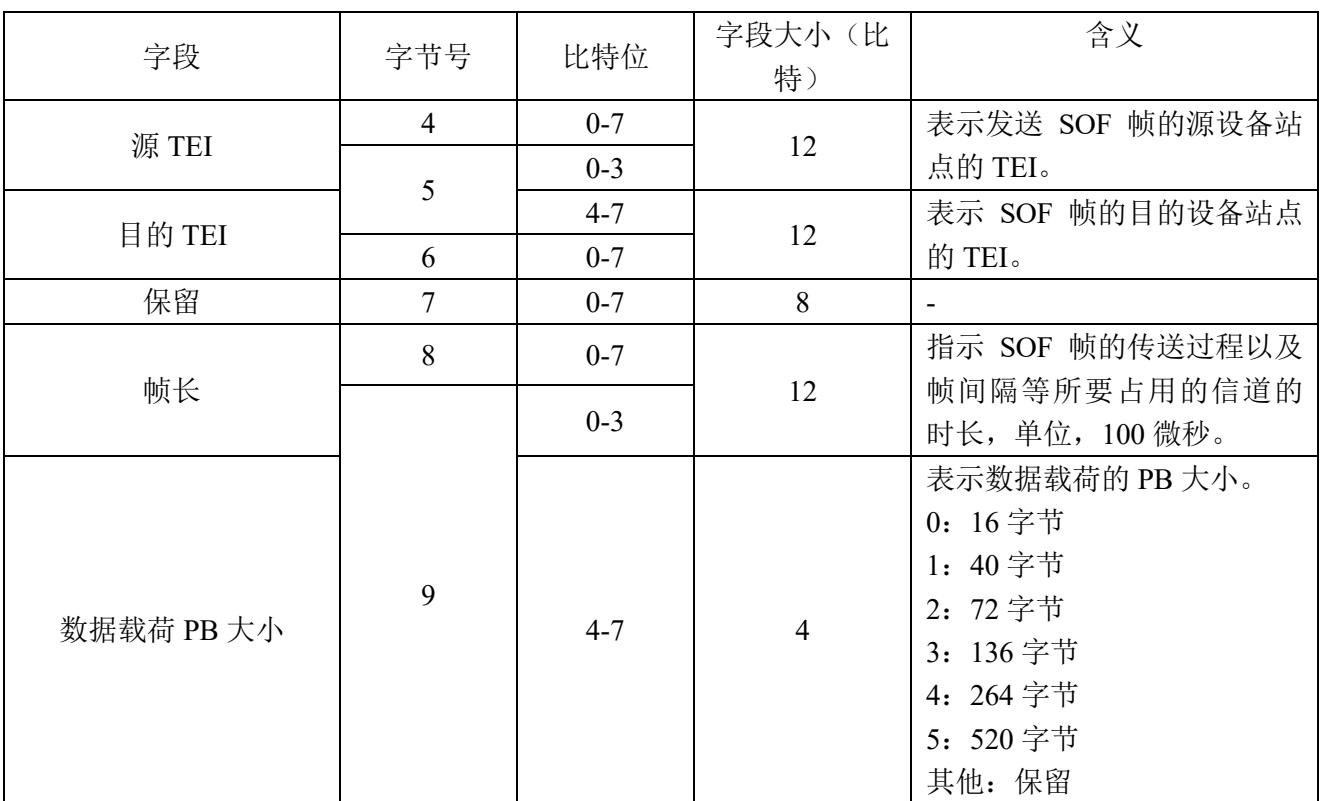 字段 字节号 比特位 字段大小（比 含义
特）
源 TEI 4 0-7 12 表示发送 SOF 帧的源设备站
5 0-3 点的 TEI。
目的 TEI 4-7 12 表示 SOF 帧的目的设备站点
6 0-7 的 TEI。
保留 7 0-7 8 -
帧长 8 0-7 12 指示 SOF 帧的传送过程以及
帧间隔等所要占用的信道的
0-3 时长，单位，100 微秒。
数据载荷 PB 大小 9 4-7 4 表示数据载荷的 PB 大小。
0：16 字节
1：40 字节
2：72 字节
3：136 字节
4：264 字节
5：520 字节
其他：保留